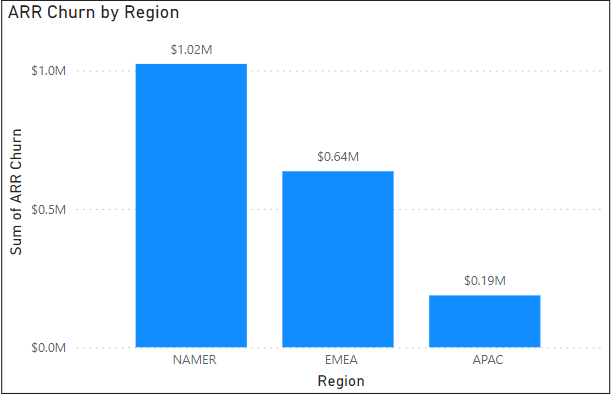 ARR Churn by Region
Sum of ARR Churn
$1.0M
$0.5M
$0.0M
$1.02M
$0.64M
$0.19M
NAMER
EMEA
APAC
Region